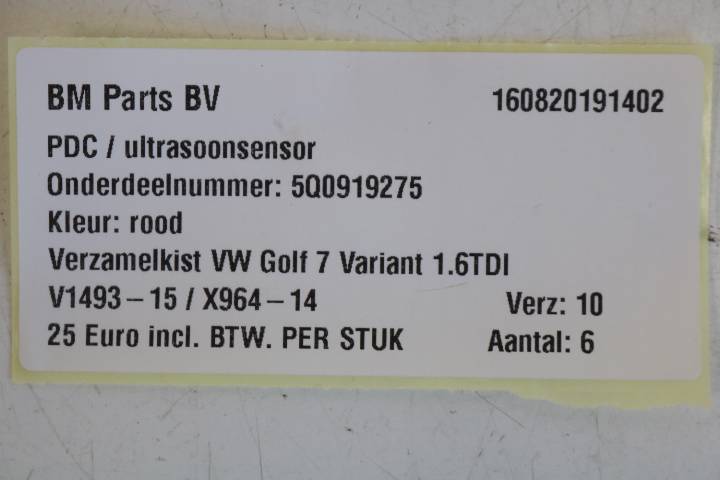 BM Parts BV 160820191402
PDC / ultrasoonsensor
Onderdeelnummer: 5Q0919275
Kleur: rood
Verzamelkist VW Golf 7 Variant 1.6TDI
V1493-15 / X964-14 Verz: 10
25 Euro incl. BTW. PER STUK Aantal: 6